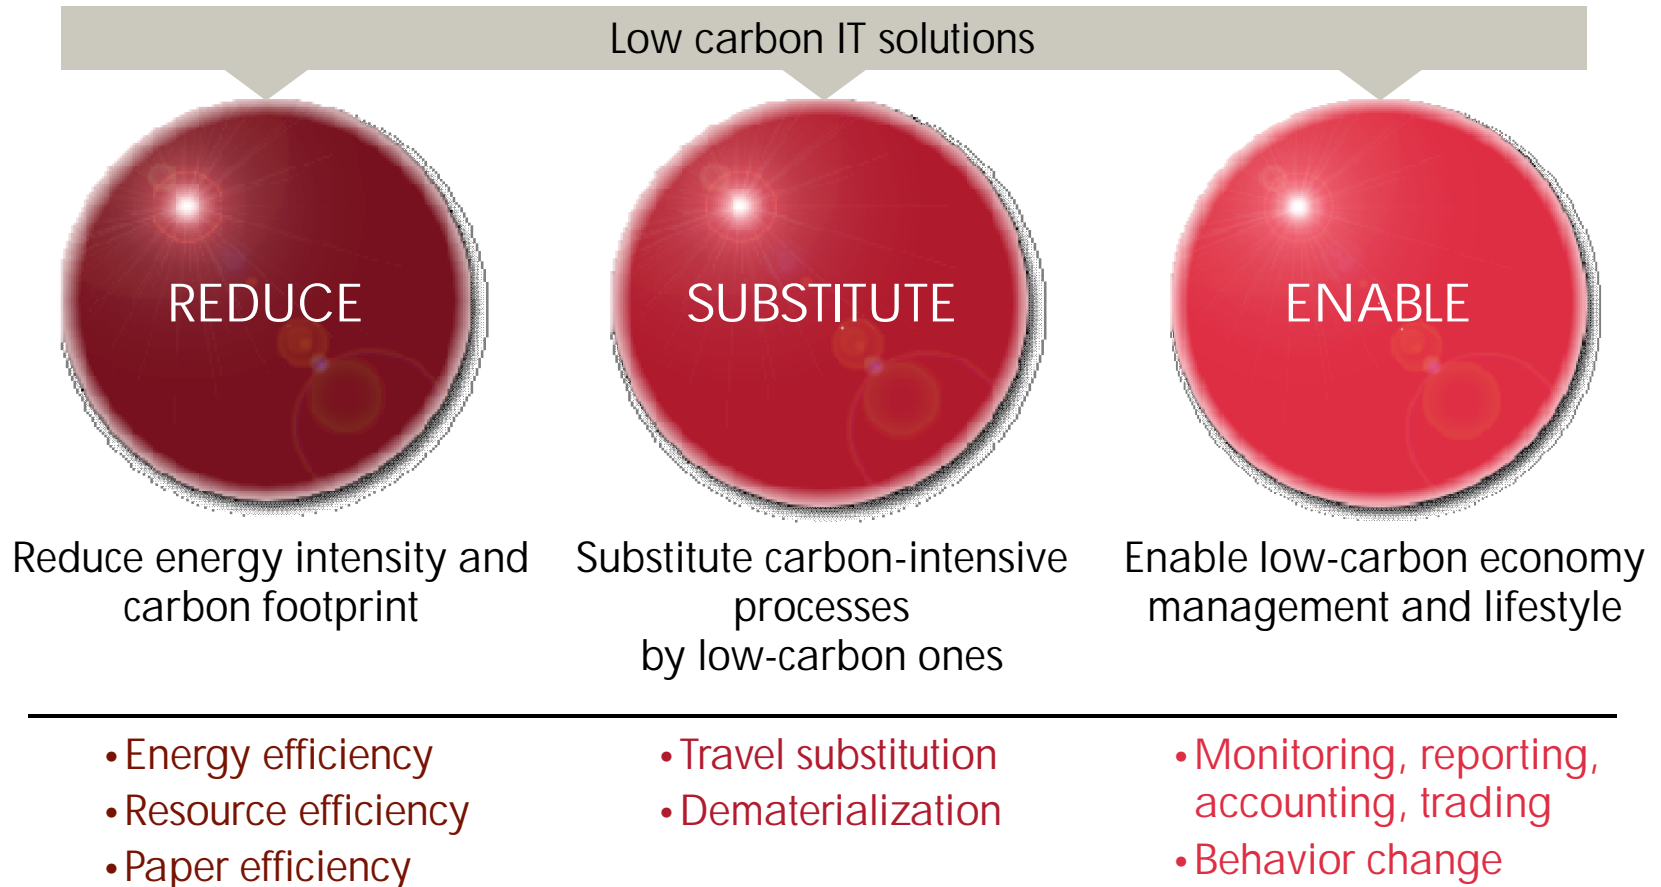 Low carbon IT solutions
REDUCE
SUBSTITUTE
ENABLE
Reduce energy intensity and
carbon footprint
Substitute carbon-intensive
processes
by low-carbon ones
Enable low-carbon economy
management and lifestyle
•Energy efficiency
•Resource efficiency
•Paper efficiency
•Travel substitution
•Dematerialization
•Monitoring, reporting,
accounting, trading
•Behavior change